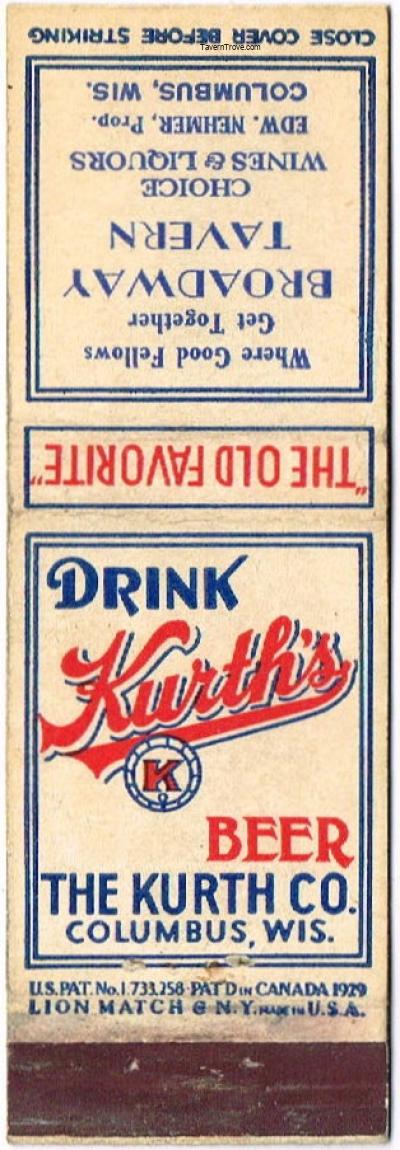 CLOSE COVER BEFORE STRIKING
TavernTrove.com
Where Good Fellows
Get Together
BROADWAY
TAVERN
CHOICE
WINES & LIQUORS
EDW. NEHMER, Prop.
COLUMBUS, WIS.
"THE OLD FAVORITE"
DRINK
Kurth's
K
BEER
THE KURTH CO.
COLUMBUS, WIS.
U.S. PAT. No. 1,733,258-PAT'D IN CANADA 1929
LION MATCH Co N.Y. MADE IN U.S.A.